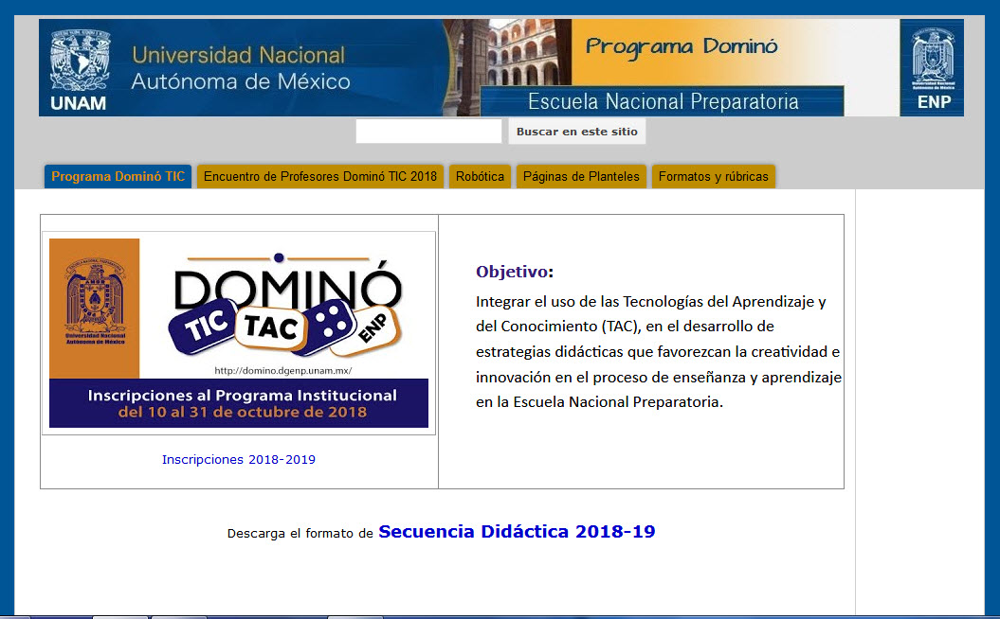 Universidad Nacional
Autónoma de México
UNAM
Programa Dominó
Escuela Nacional Preparatoria
ENP
Buscar en este sitio
Programa Dominó TIC
Encuentro de Profesores Dominó TIC 2018
Robótica
Páginas de Planteles
Formatos y rúbricas
DOMINÓ
TIC
TAC
ENP
Universidad Nacional
Autónoma de México
http://domino.dgenp.unam.mx/
Inscripciones al Programa Institucional
del 10 al 31 de octubre de 2018
Inscripciones 2018-2019
Objetivo:
Integrar el uso de las Tecnologías del Aprendizaje y
del Conocimiento (TAC), en el desarrollo de
estrategias didácticas que favorezcan la creatividad e
innovación en el proceso de enseñanza y aprendizaje
en la Escuela Nacional Preparatoria.
Descarga el formato de Secuencia Didáctica 2018-19